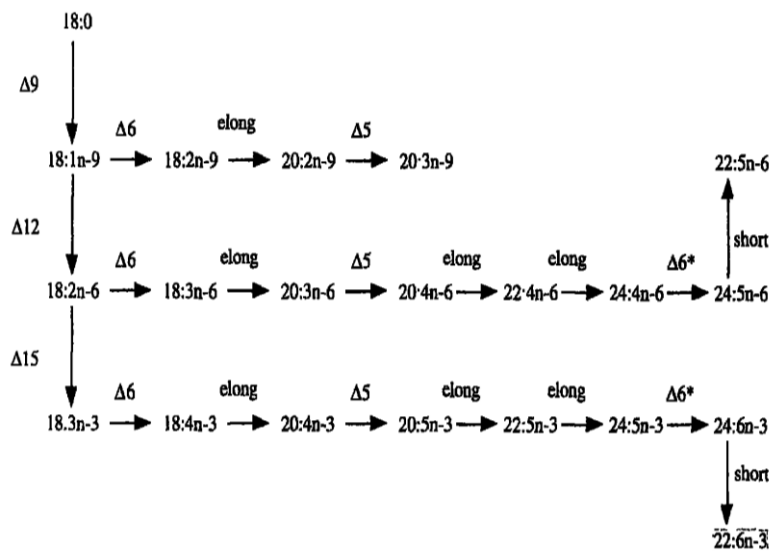 18:0
Δ9
Δ6 elong Δ5
18:1n-9 18:2n-9 20:2n-9 20·3n-9 22:5n-6
Δ12 short
Δ6 elong Δ5 elong elong Δ6*
18:2n-6 18:3n-6 20:3n-6 20·4n-6 22·4n-6 24:4n-6 24:5n-6
Δ15
Δ6 elong Δ5 elong elong Δ6*
18.3n-3 18:4n-3 20:4n-3 20:5n-3 22:5n-3 24:5n-3 24:6n-3
short
22:6n-3